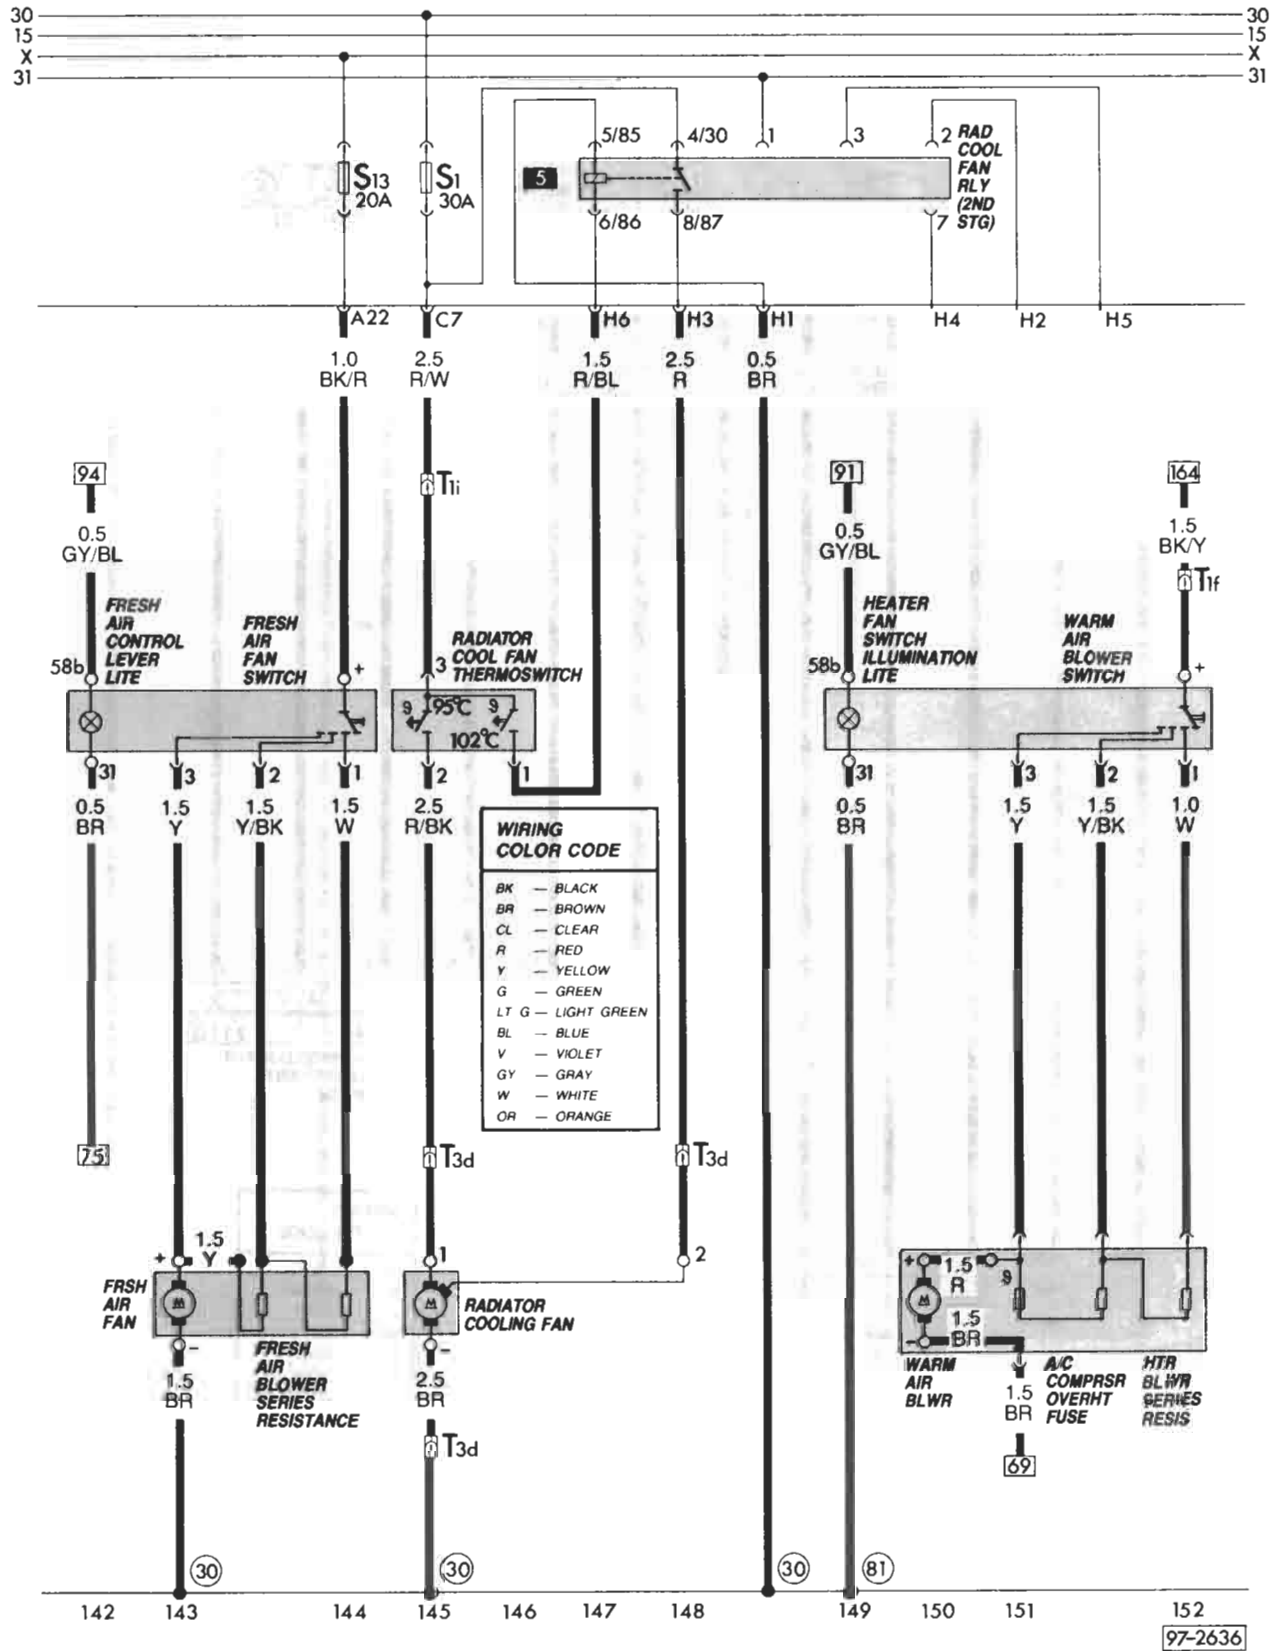 30 30
15 15
X X
31 31
5/85 4/30 1 3 2 RAD
COOL
FAN
RLY
(2ND
STG)
S13
20A
S1
30A
5
6/86 8/87 7
A22 C7 H6 H3 H1 H4 H2 H5
1.0 2.5 1.5 2.5 0.5
BK/R R/W R/BL R BR
94 T1i 91 164
0.5 0.5 1.5
GY/BL GY/BL BK/Y
T1f
FRESH
AIR
CONTROL
LEVER
LITE
FRESH
AIR
FAN
SWITCH
RADIATOR
COOL FAN
THERMOSWITCH
HEATER
FAN
SWITCH
ILLUMINATION
LITE
WARM
AIR
BLOWER
SWITCH
58b + 3 58b +
95°C
102°C
31 3 2 1 2 1 31 3 2 1
0.5 1.5 1.5 1.5 2.5 0.5 1.5 1.5 1.0
BR Y Y/BK W R/BK BR Y Y/BK W
WIRING
COLOR CODE
BK — BLACK
BR — BROWN
CL — CLEAR
R — RED
Y — YELLOW
G — GREEN
LT G — LIGHT GREEN
BL — BLUE
V — VIOLET
GY — GRAY
W — WHITE
OR — ORANGE
75 T3d T3d
+ 1.5
Y
1 2
+ 1.5
R
M M M
FRSH
AIR
FAN
RADIATOR
COOLING FAN
- - - 1.5
BR
FRESH
AIR
BLOWER
SERIES
RESISTANCE
WARM
AIR
BLWR
A/C
COMPRSR
OVERHT
FUSE
HTR
BLWR
SERIES
RESIS
1.5 2.5 1.5
BR BR BR
T3d 69
30 30 30 81
142 143 144 145 146 147 148 149 150 151 152
97-2636